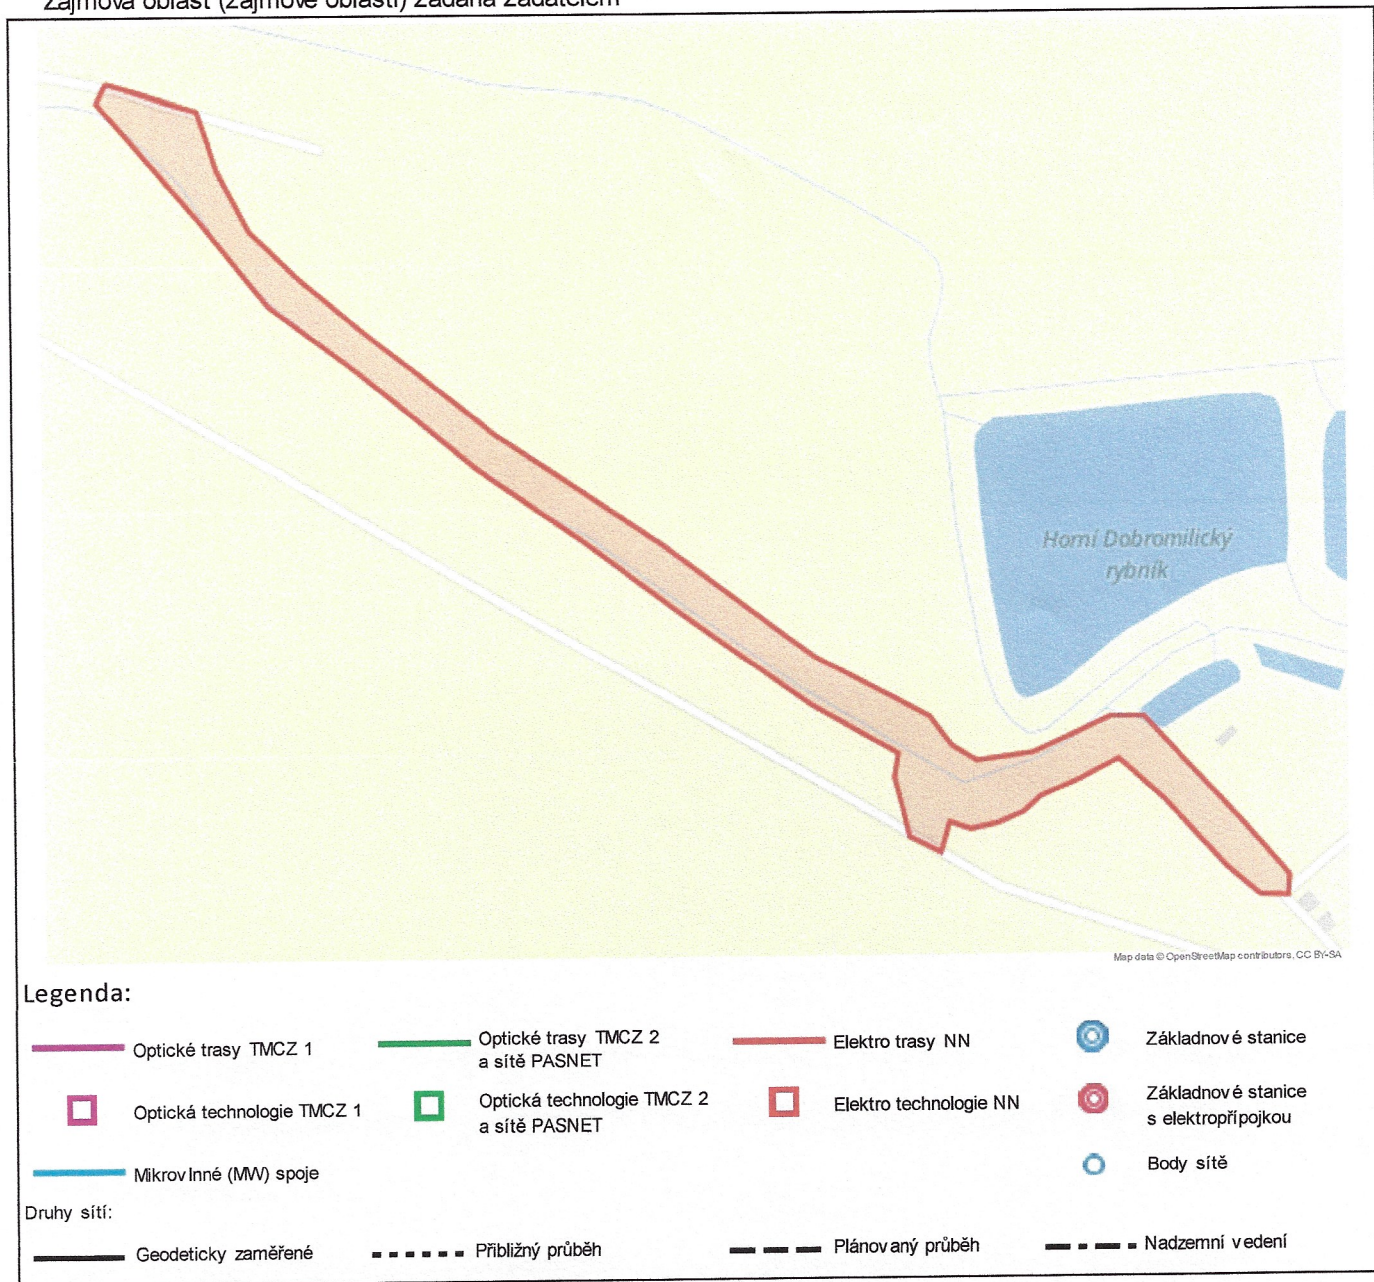 Zájmová oblast (zájmové oblasti) zadaná žadatelem
Horní Dobromilický
rybník
Map data © OpenStreetMap contributors, CC BY-SA
Legenda:
Optické trasy TMCZ 1
Optické trasy TMCZ 2
a sítě PASNET
Elektro trasy NN
Základnové stanice
Optická technologie TMCZ 1
Optická technologie TMCZ 2
a sítě PASNET
Elektro technologie NN
Základnové stanice
s elektropřípojkou
Mikrovlnné (MW) spoje
Body sítě
Druhy sítí:
Geodeticky zaměřené
Přibližný průběh
Plánovaný průběh
Nadzemní vedení